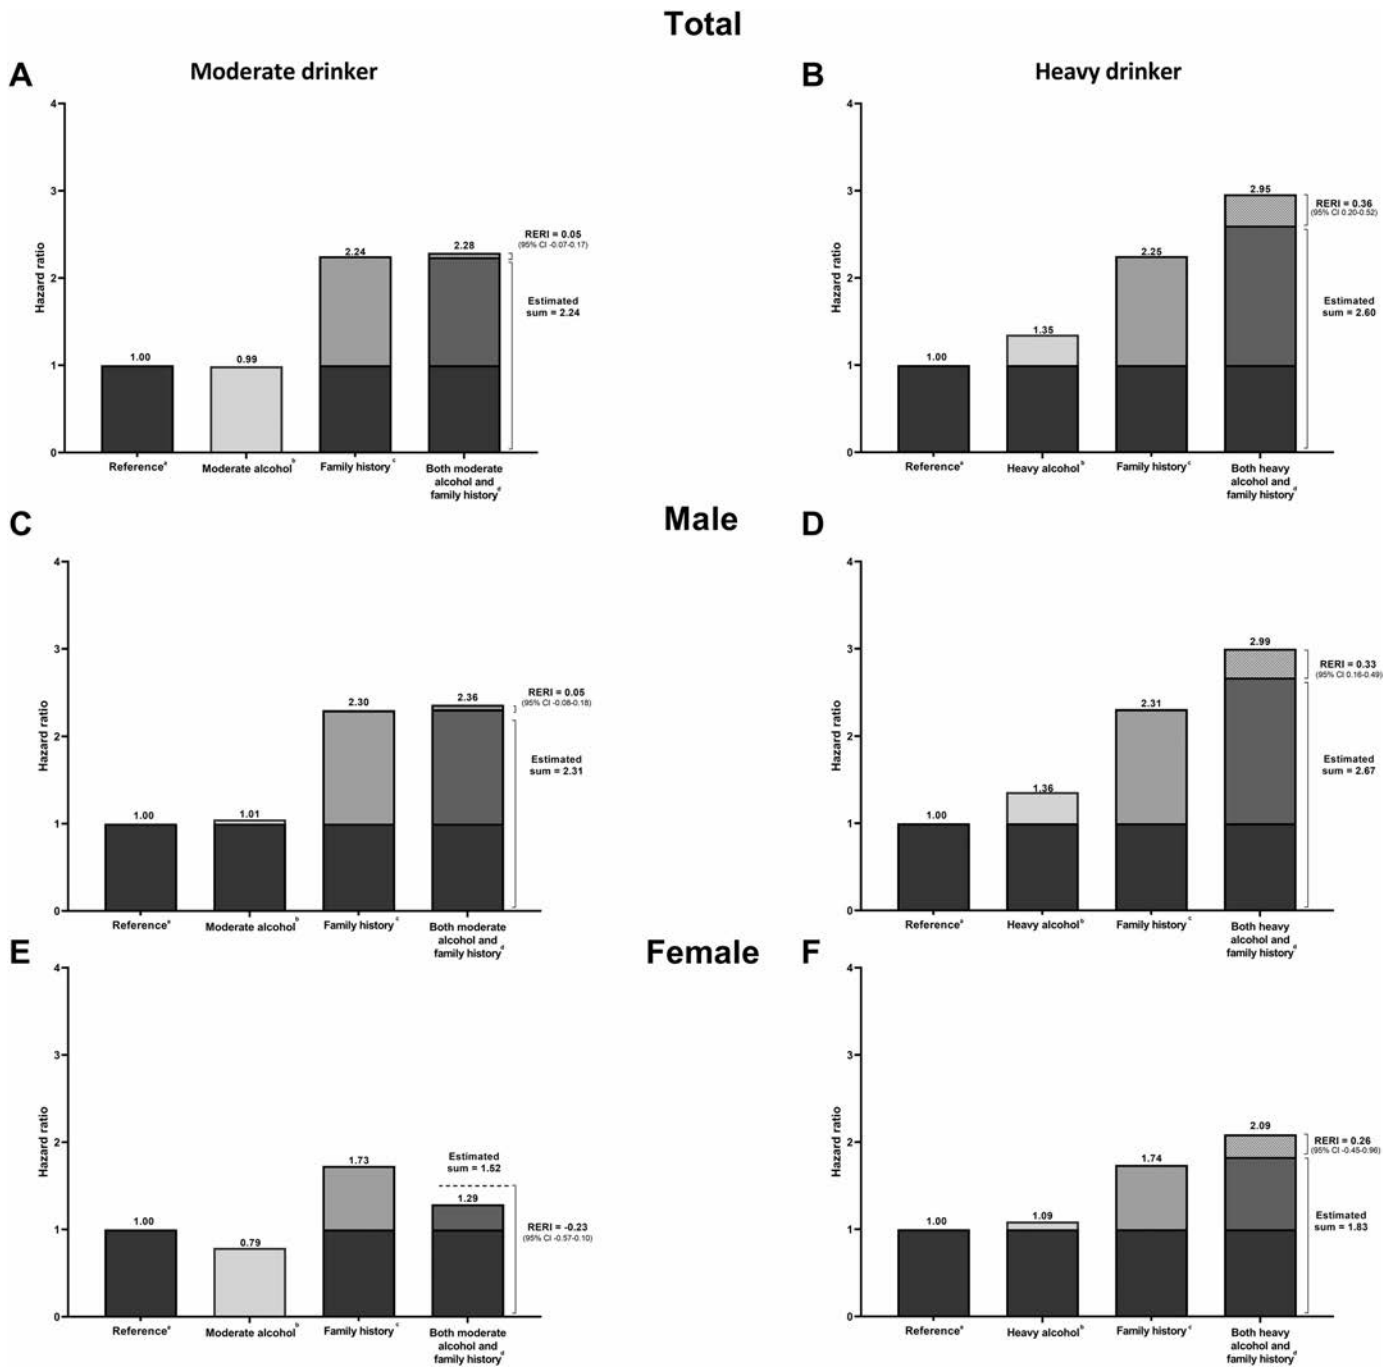 Total
A
Moderate drinker
4
3
2
1
0
Hazard ratio
1.00
0.99
2.24
2.28
RERI = 0.05
(95% CI -0.07-0.17)
Estimated
sum = 2.24
Reference^a
Moderate alcohol^b
Family history^c
Both moderate
alcohol and
family history^d
B
Heavy drinker
4
3
2
1
0
Hazard ratio
1.00
1.35
2.25
2.95
RERI = 0.36
(95% CI 0.20-0.52)
Estimated
sum = 2.60
Reference^a
Heavy alcohol^b
Family history^c
Both heavy
alcohol and
family history^d
Male
C
4
3
2
1
0
Hazard ratio
1.00
1.01
2.30
2.36
RERI = 0.05
(95% CI -0.08-0.18)
Estimated
sum = 2.31
Reference^a
Moderate alcohol^b
Family history^c
Both moderate
alcohol and
family history^d
D
4
3
2
1
0
Hazard ratio
1.00
1.36
2.31
2.99
RERI = 0.33
(95% CI 0.16-0.49)
Estimated
sum = 2.67
Reference^a
Heavy alcohol^b
Family history^c
Both heavy
alcohol and
family history^d
Female
E
4
3
2
1
0
Hazard ratio
1.00
0.79
1.73
Estimated
sum = 1.52
1.29
RERI = -0.23
(95% CI -0.57-0.10)
Reference^a
Moderate alcohol^b
Family history^c
Both moderate
alcohol and
family history^d
F
4
3
2
1
0
Hazard ratio
1.00
1.09
1.74
2.09
RERI = 0.26
(95% CI -0.45-0.96)
Estimated
sum = 1.83
Reference^a
Heavy alcohol^b
Family history^c
Both heavy
alcohol and
family history^d